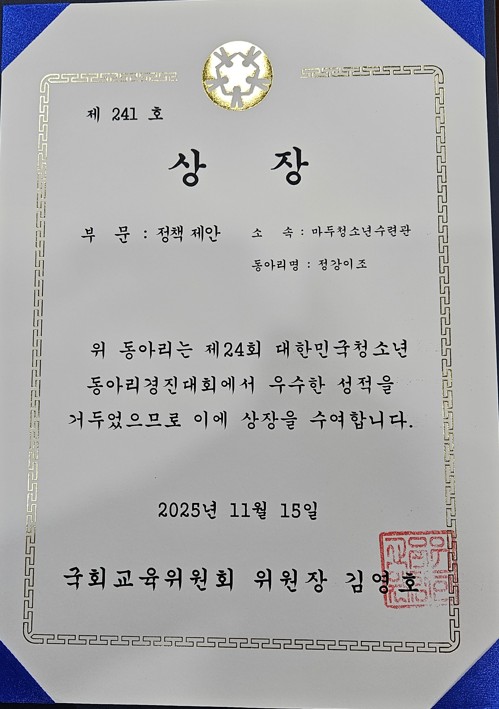 제 241 호
상 장
부 문 : 정책 제안 소 속 : 마두청소년수련관
동아리명 : 정강이조
위 동아리는 제24회 대한민국청소년
동아리경진대회에서 우수한 성적을
거두었으므로 이에 상장을 수여합니다.
2025년 11월 15일
국회교육위원회 위원장 김영호